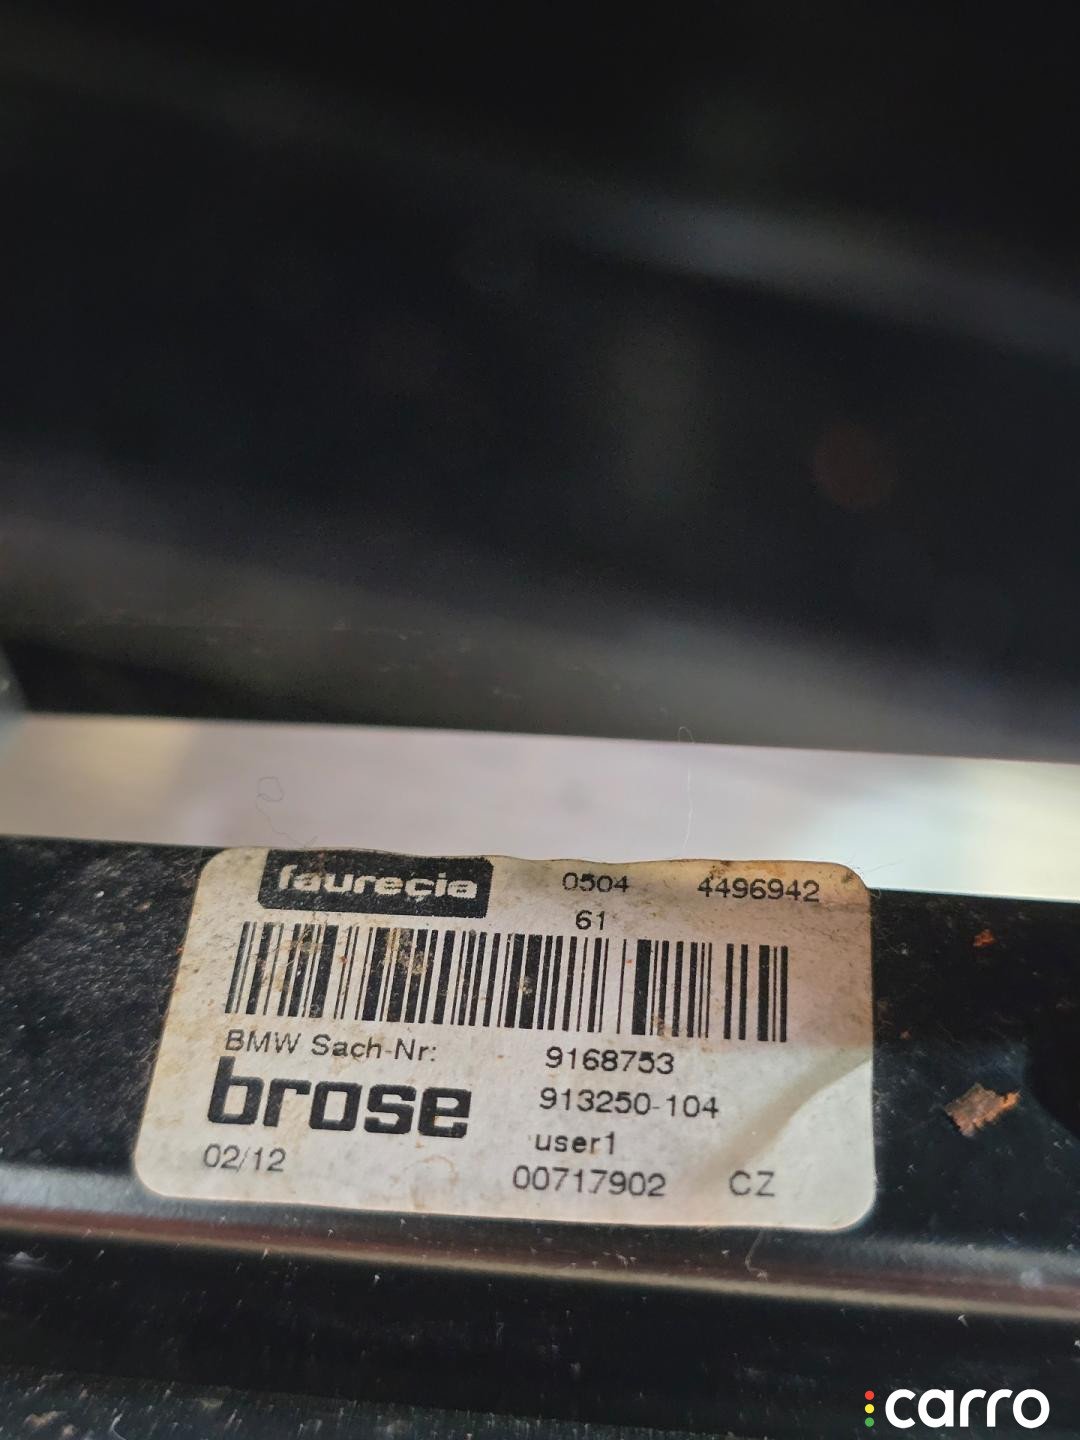 faurecia 0504 4496942
61
BMW Sach-Nr: 9168753
brose 913250-104
user1
02/12 00717902 CZ
carro